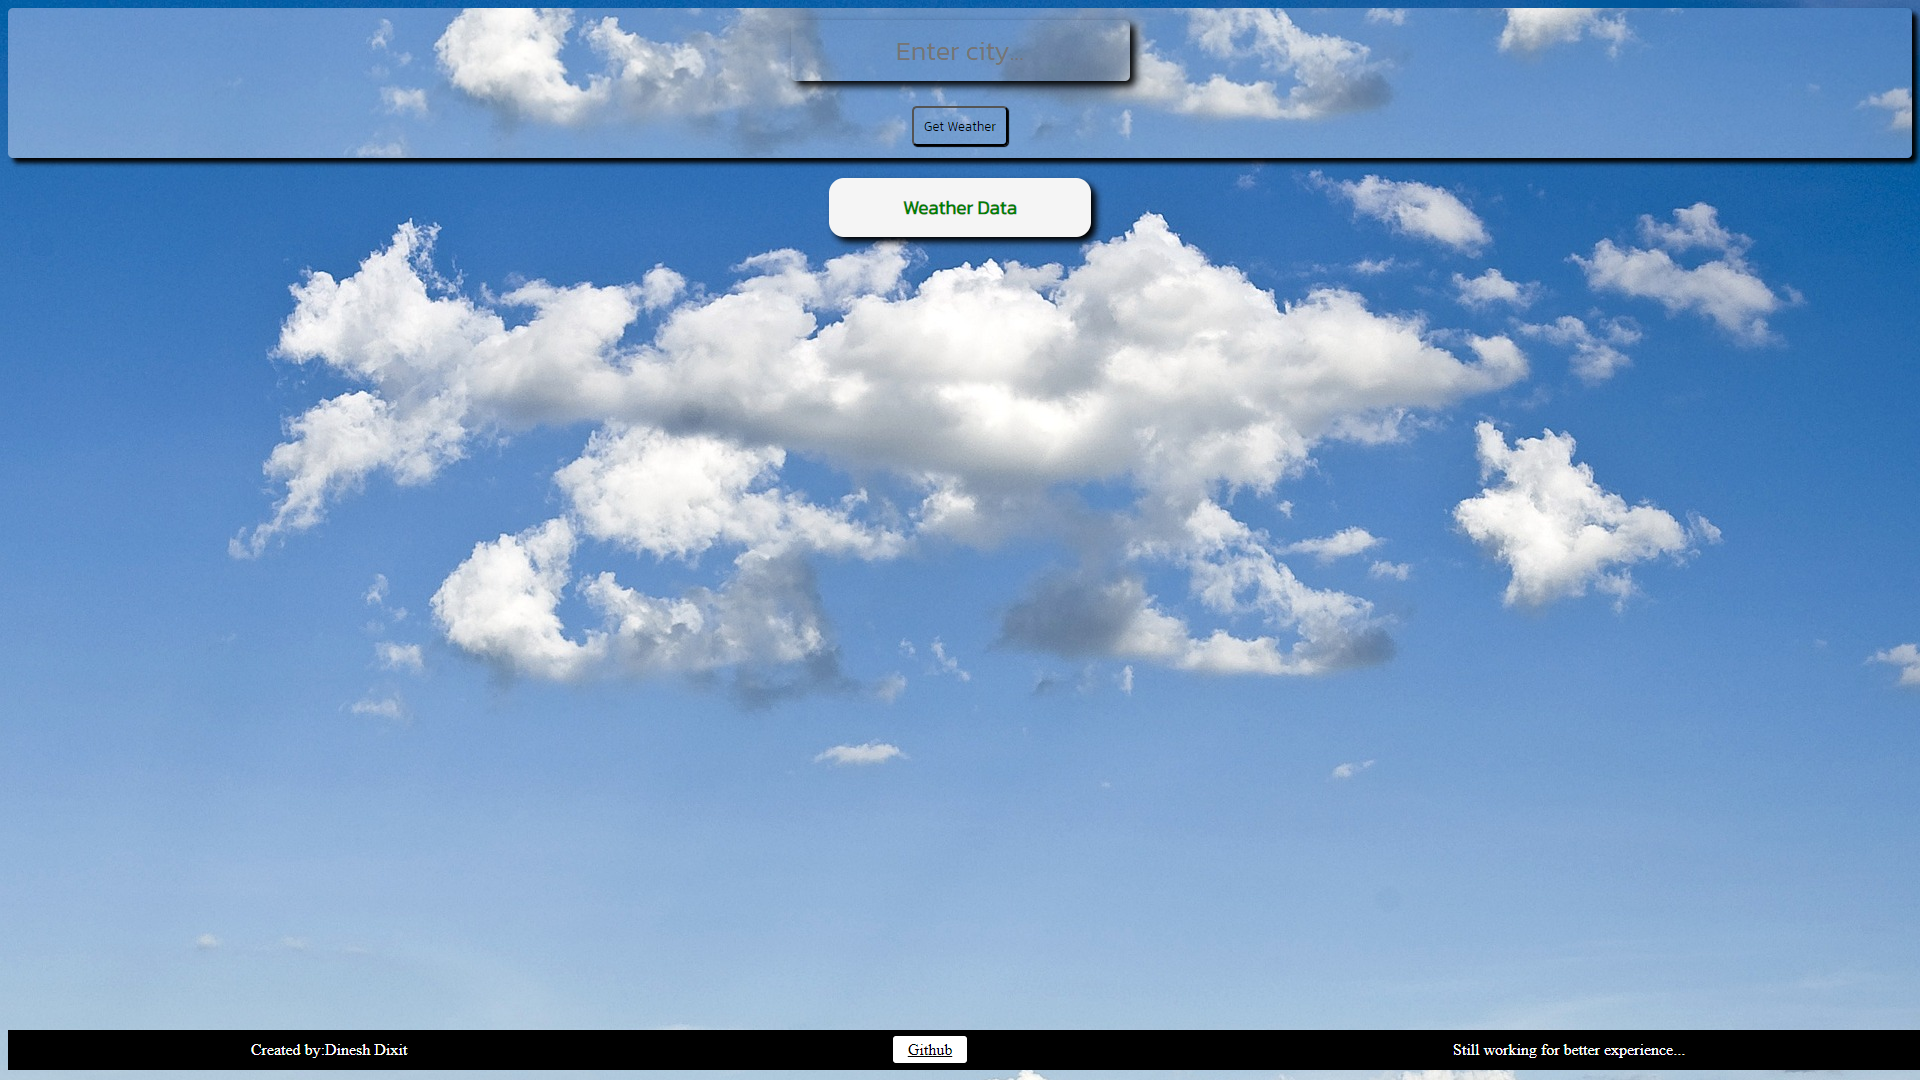 Enter city...
Get Weather
Weather Data
Created by:Dinesh Dixit
Github
Still working for better experience...